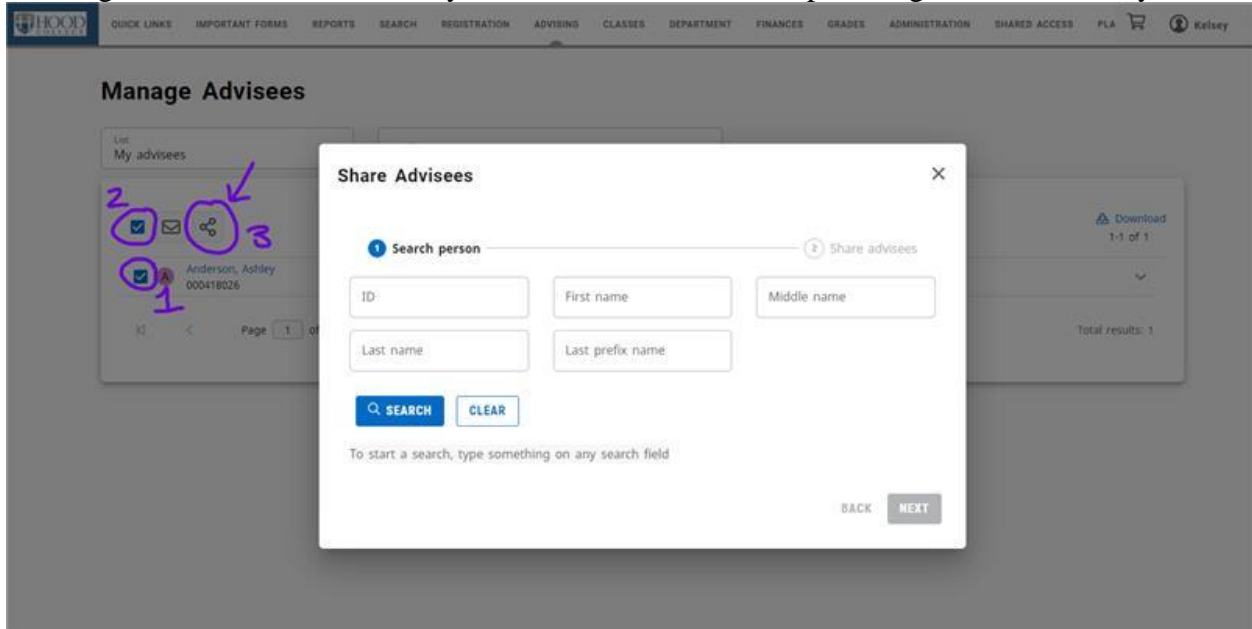 HOOD
COLLEGE
QUICK LINKS IMPORTANT FORMS REPORTS SEARCH REGISTRATION ADVISING CLASSES DEPARTMENT FINANCES GRADES ADMINISTRATION SHARED ACCESS PLA Kelsey
Manage Advisees
List
My advisees
Share Advisees
2
3
Download
1-1 of 1
1 Search person
2 Share advisees
A Anderson, Ashley
000418026
1
ID First name Middle name
Page 1 of
Total results: 1
Last name Last prefix name
SEARCH CLEAR
To start a search, type something on any search field
BACK NEXT